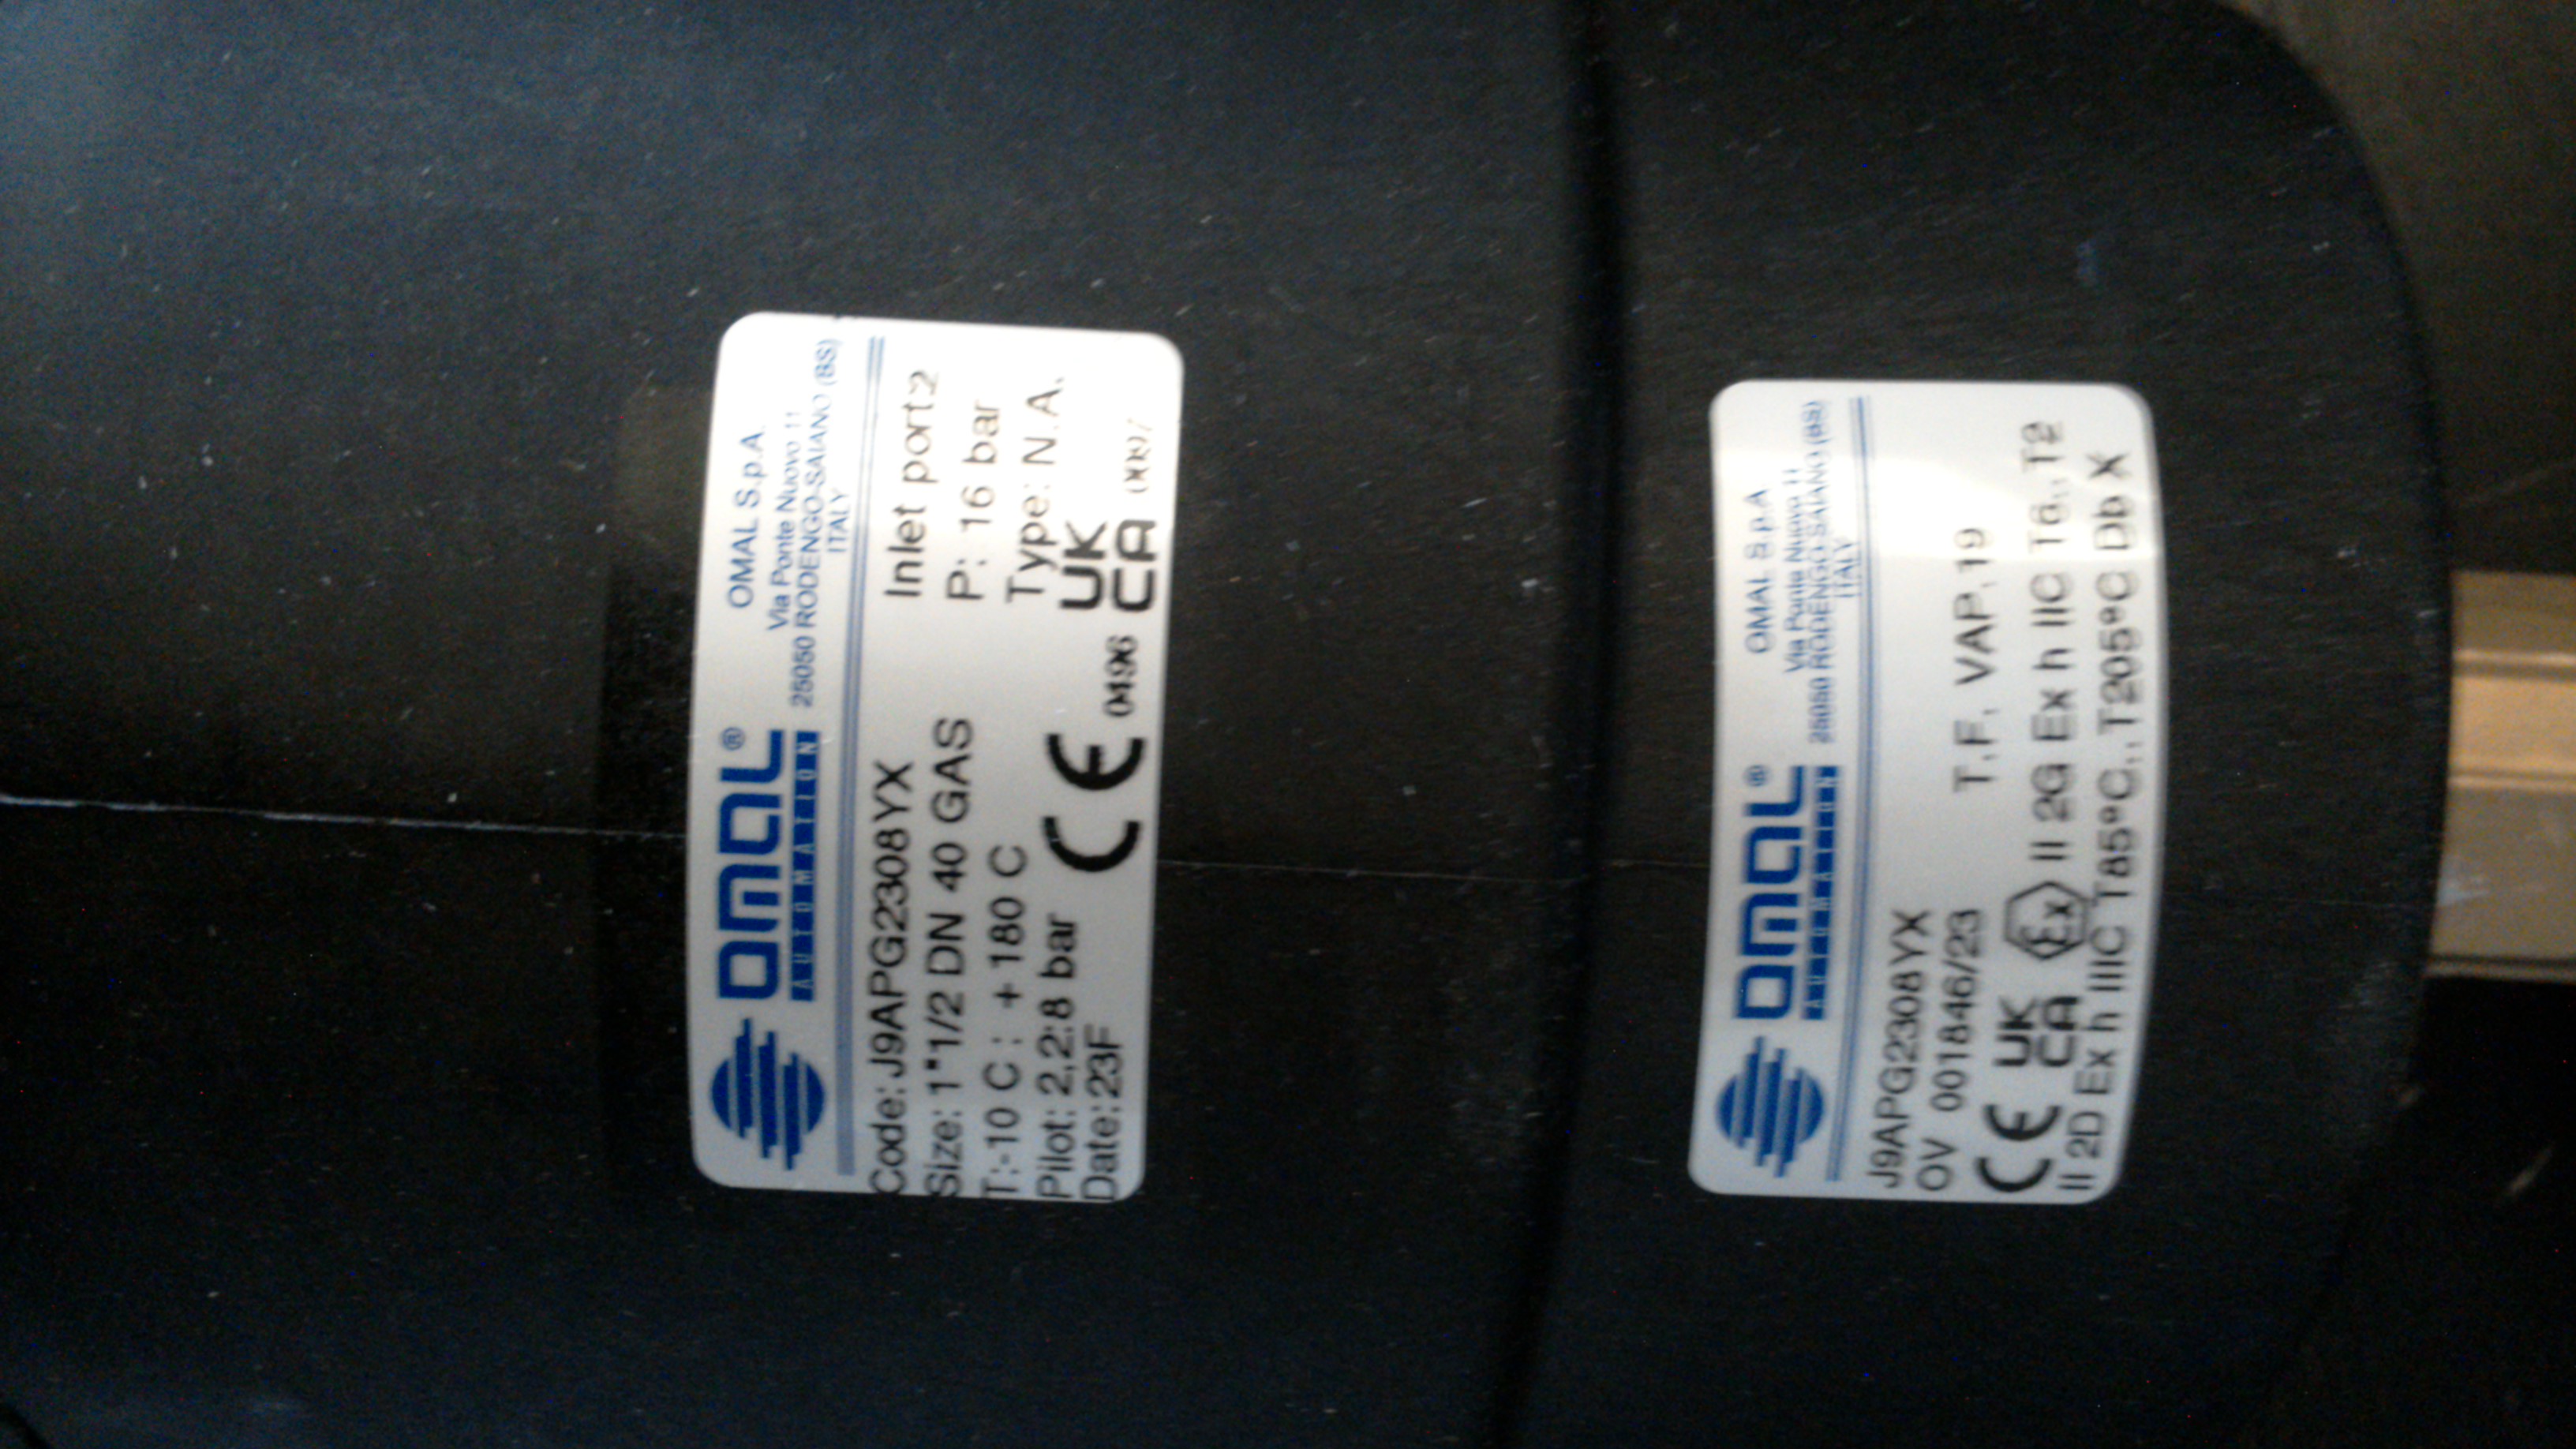 OMAL®
AUTOMATION
OMAL S.p.A.
Via Ponte Nuovo 11
25050 RODENGO-SAIANO (BS)
ITALY
Code: J9APG2308YX
Inlet port 2
Size: 1"1/2 DN 40 GAS
P: 16 bar
T:-10 C : +180 C
Type: N.A.
Pilot: 2,2:8 bar
Date:23F
CE 0496
UK
CA 0097
OMAL®
AUTOMATION
OMAL S.p.A
Via Ponte Nuovo 11
25050 RODENGO-SAIANO (BS)
ITALY
J9APG2308YX
OV 001846/23
T.F. VAP.19
CE UK
CA Ex II 2G Ex h IIC T6..T2
II 2D Ex h IIIC T85°C..T205°C Db X